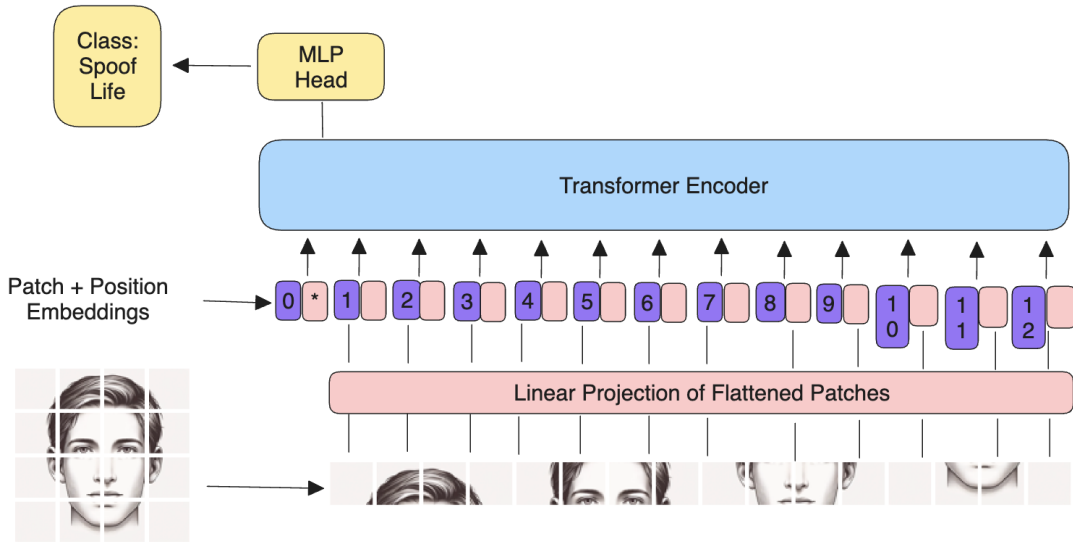 Class:
Spoof
Life
MLP
Head
Transformer Encoder
Patch + Position
Embeddings
0 * 1 2 3 4 5 6 7 8 9 1 1 1
0 1 2
Linear Projection of Flattened Patches